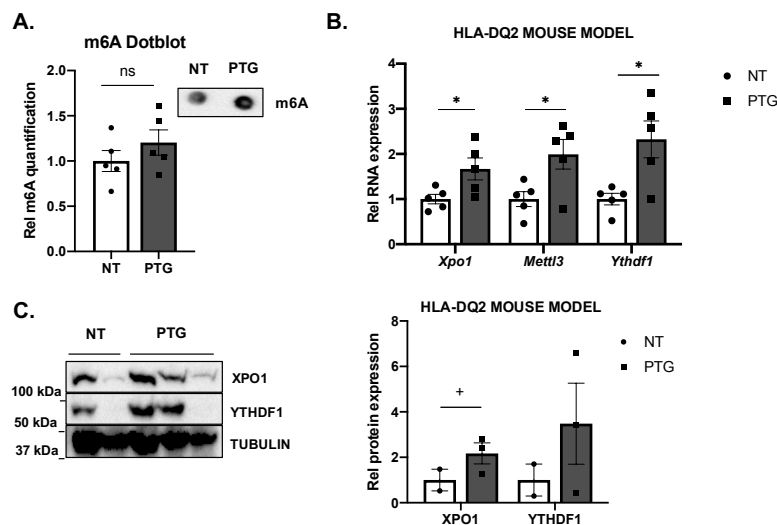 A.
m6A Dotblot
Rel m6A quantification
2.0
1.5
1.0
0.5
0.0
ns
NT PTG
m6A
NT PTG
B.
HLA-DQ2 MOUSE MODEL
Rel RNA expression
4
3
2
1
0
* * *
Xpo1 Mettl3 Ythdf1
NT
PTG
C.
NT PTG
100 kDa
50 kDa
37 kDa
XPO1
YTHDF1
TUBULIN
HLA-DQ2 MOUSE MODEL
Rel protein expression
8
6
4
2
0
+
XPO1 YTHDF1
NT
PTG